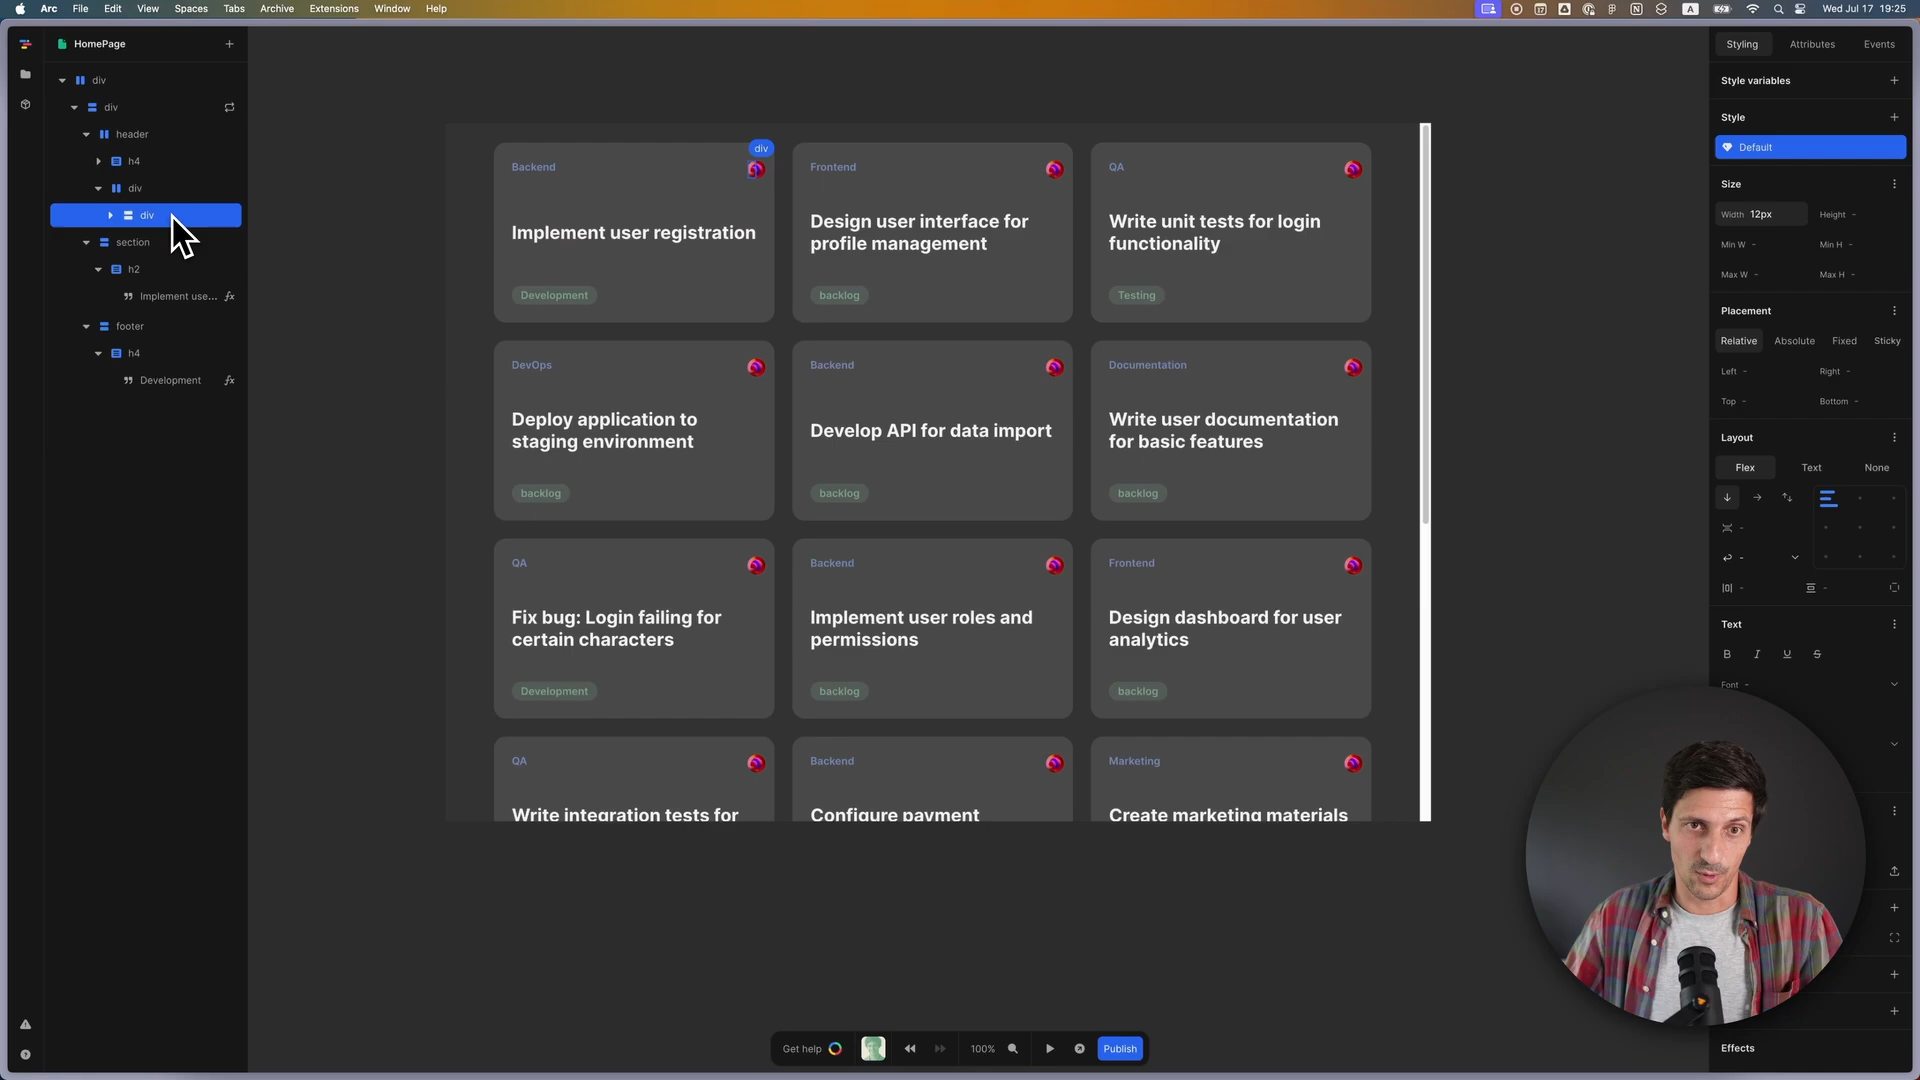 Arc File Edit View Spaces Tabs Archive Extensions Window Help
17 A Wed Jul 17 19:25
HomePage
div
div
header
h4
div
div
section
h2
Implement use... fx
footer
h4
Development fx
div
Backend
Implement user registration
Development
Frontend
Design user interface for
profile management
backlog
QA
Write unit tests for login
functionality
Testing
DevOps
Deploy application to
staging environment
backlog
Backend
Develop API for data import
backlog
Documentation
Write user documentation
for basic features
backlog
QA
Fix bug: Login failing for
certain characters
Development
Backend
Implement user roles and
permissions
backlog
Frontend
Design dashboard for user
analytics
backlog
QA
Write integration tests for
Backend
Configure payment
Marketing
Create marketing materials
Get help 100% Publish
Styling Attributes Events
Style variables
Style
Default
Size
Width 12px Height -
Min W - Min H -
Max W - Max H -
Placement
Relative Absolute Fixed Sticky
Left - Right -
Top - Bottom -
Layout
Flex Text None
Text
B I U S
Font -
Effects